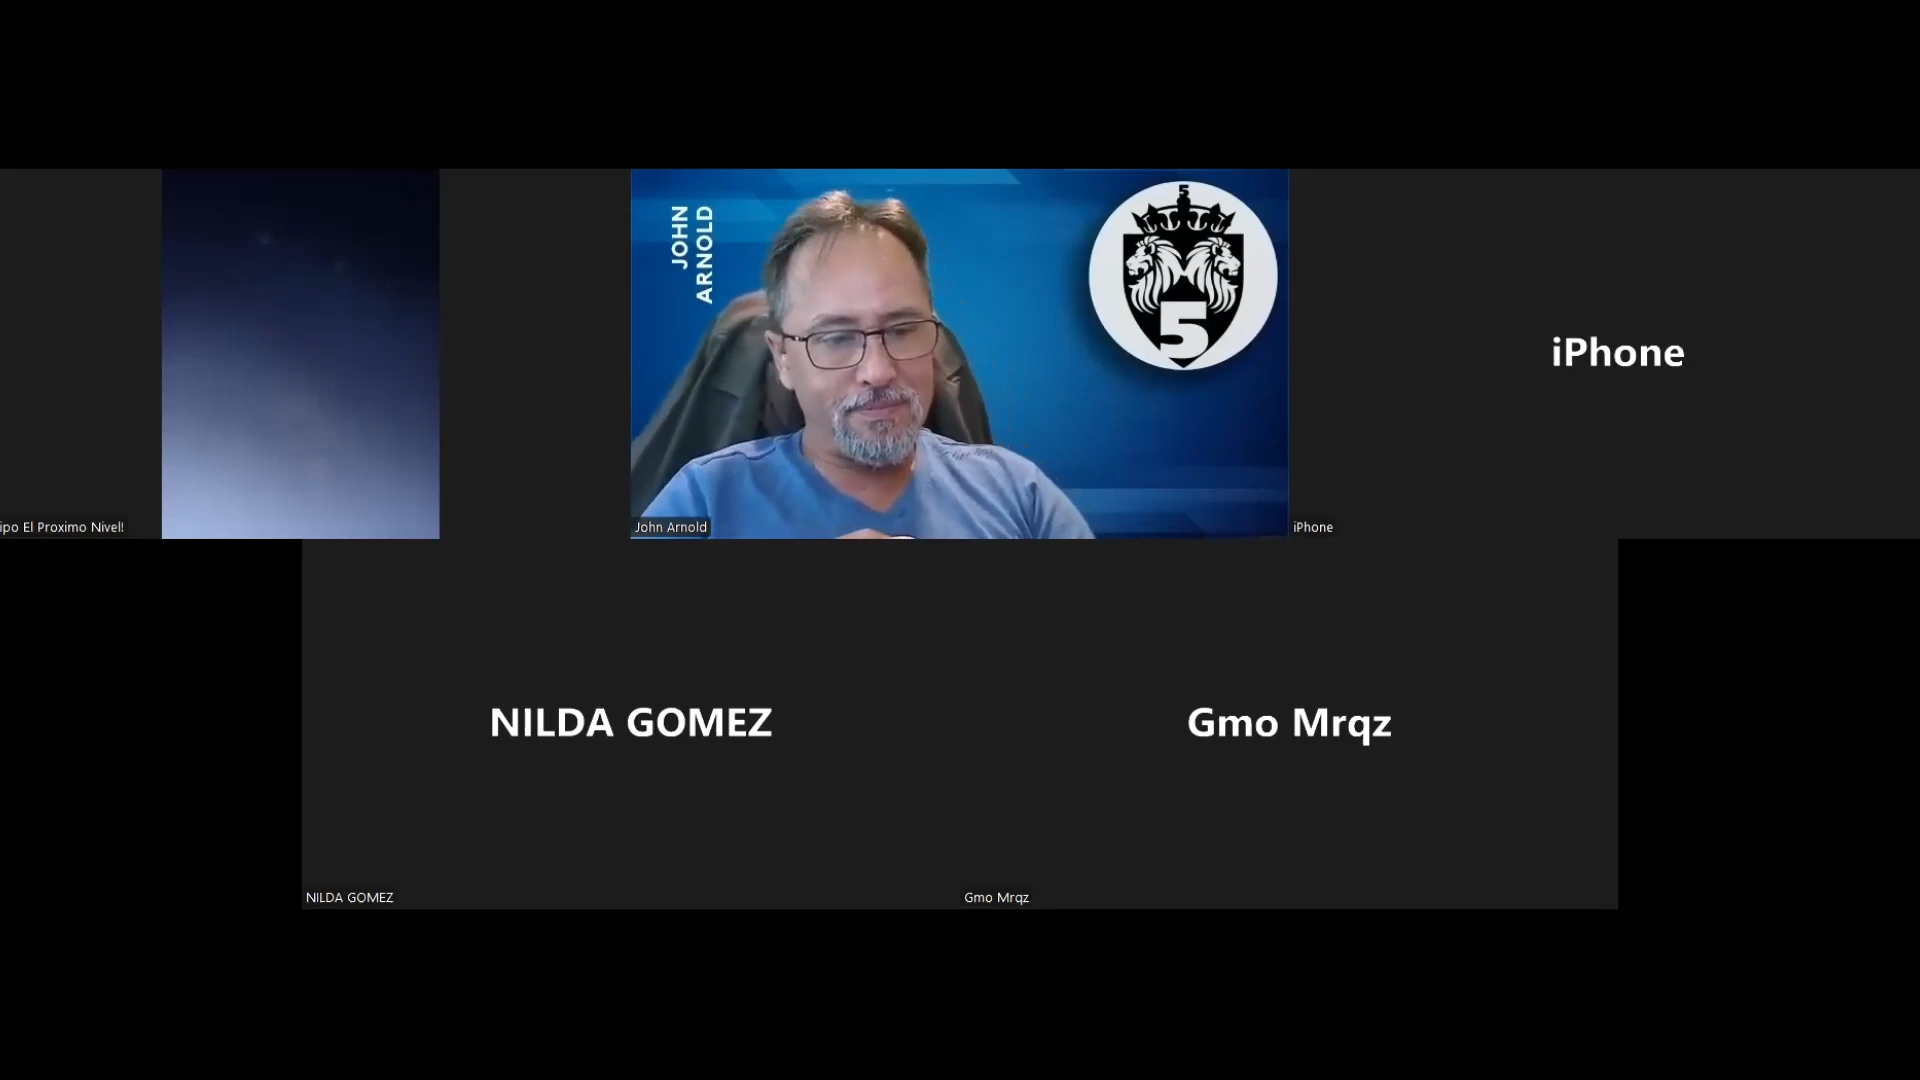 JOHN
ARNOLD
5
5
iPhone
ipo El Proximo Nivel!
John Arnold
iPhone
NILDA GOMEZ
Gmo Mrqz
NILDA GOMEZ
Gmo Mrqz